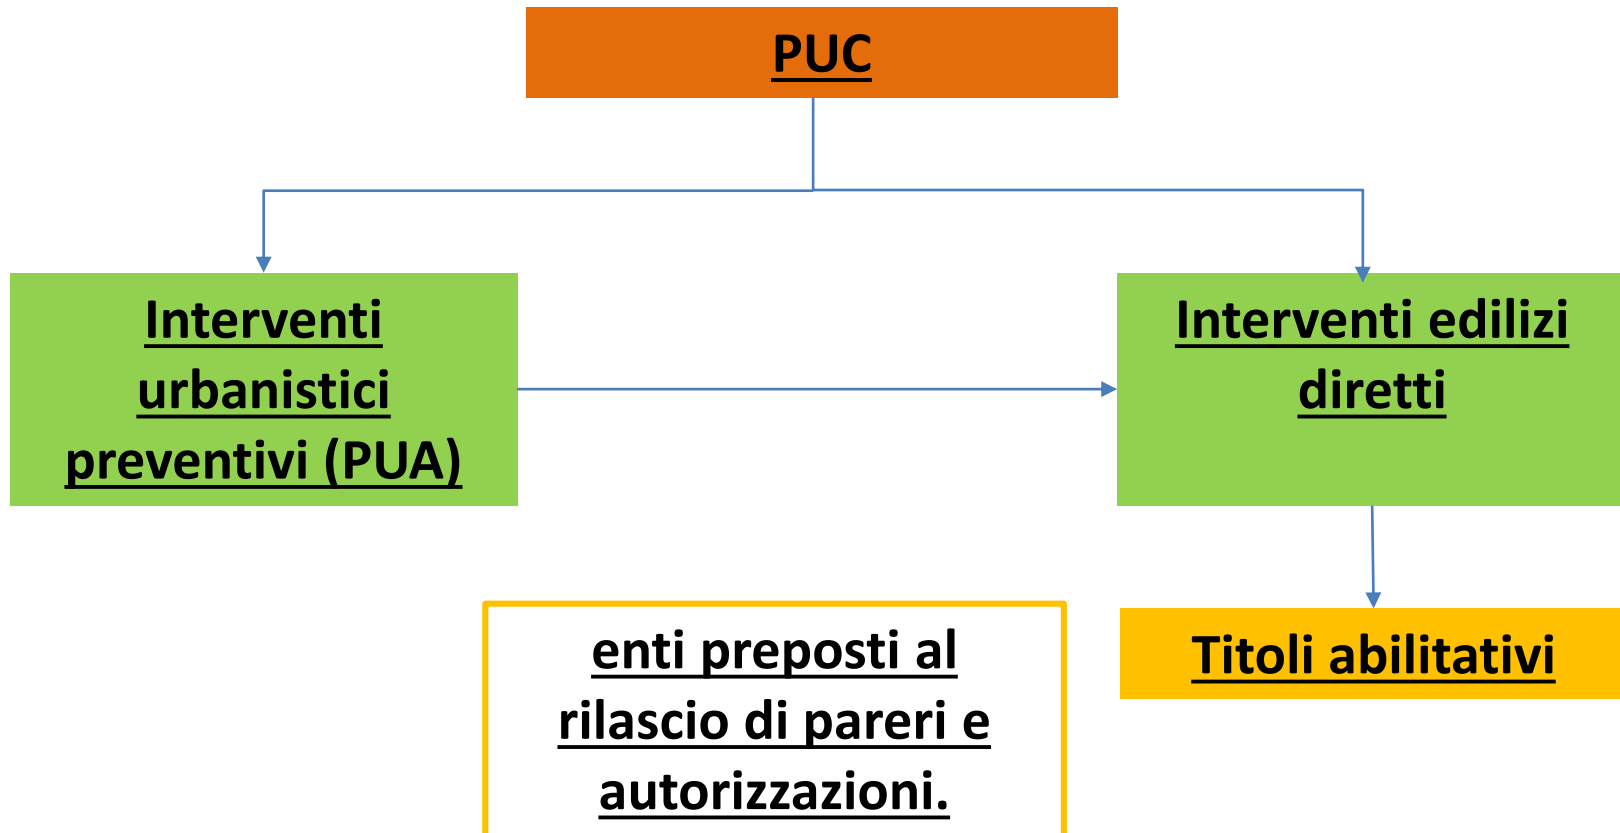 PUC
Interventi
urbanistici
preventivi (PUA)
Interventi edilizi
diretti
enti preposti al
rilascio di pareri e
autorizzazioni.
Titoli abilitativi